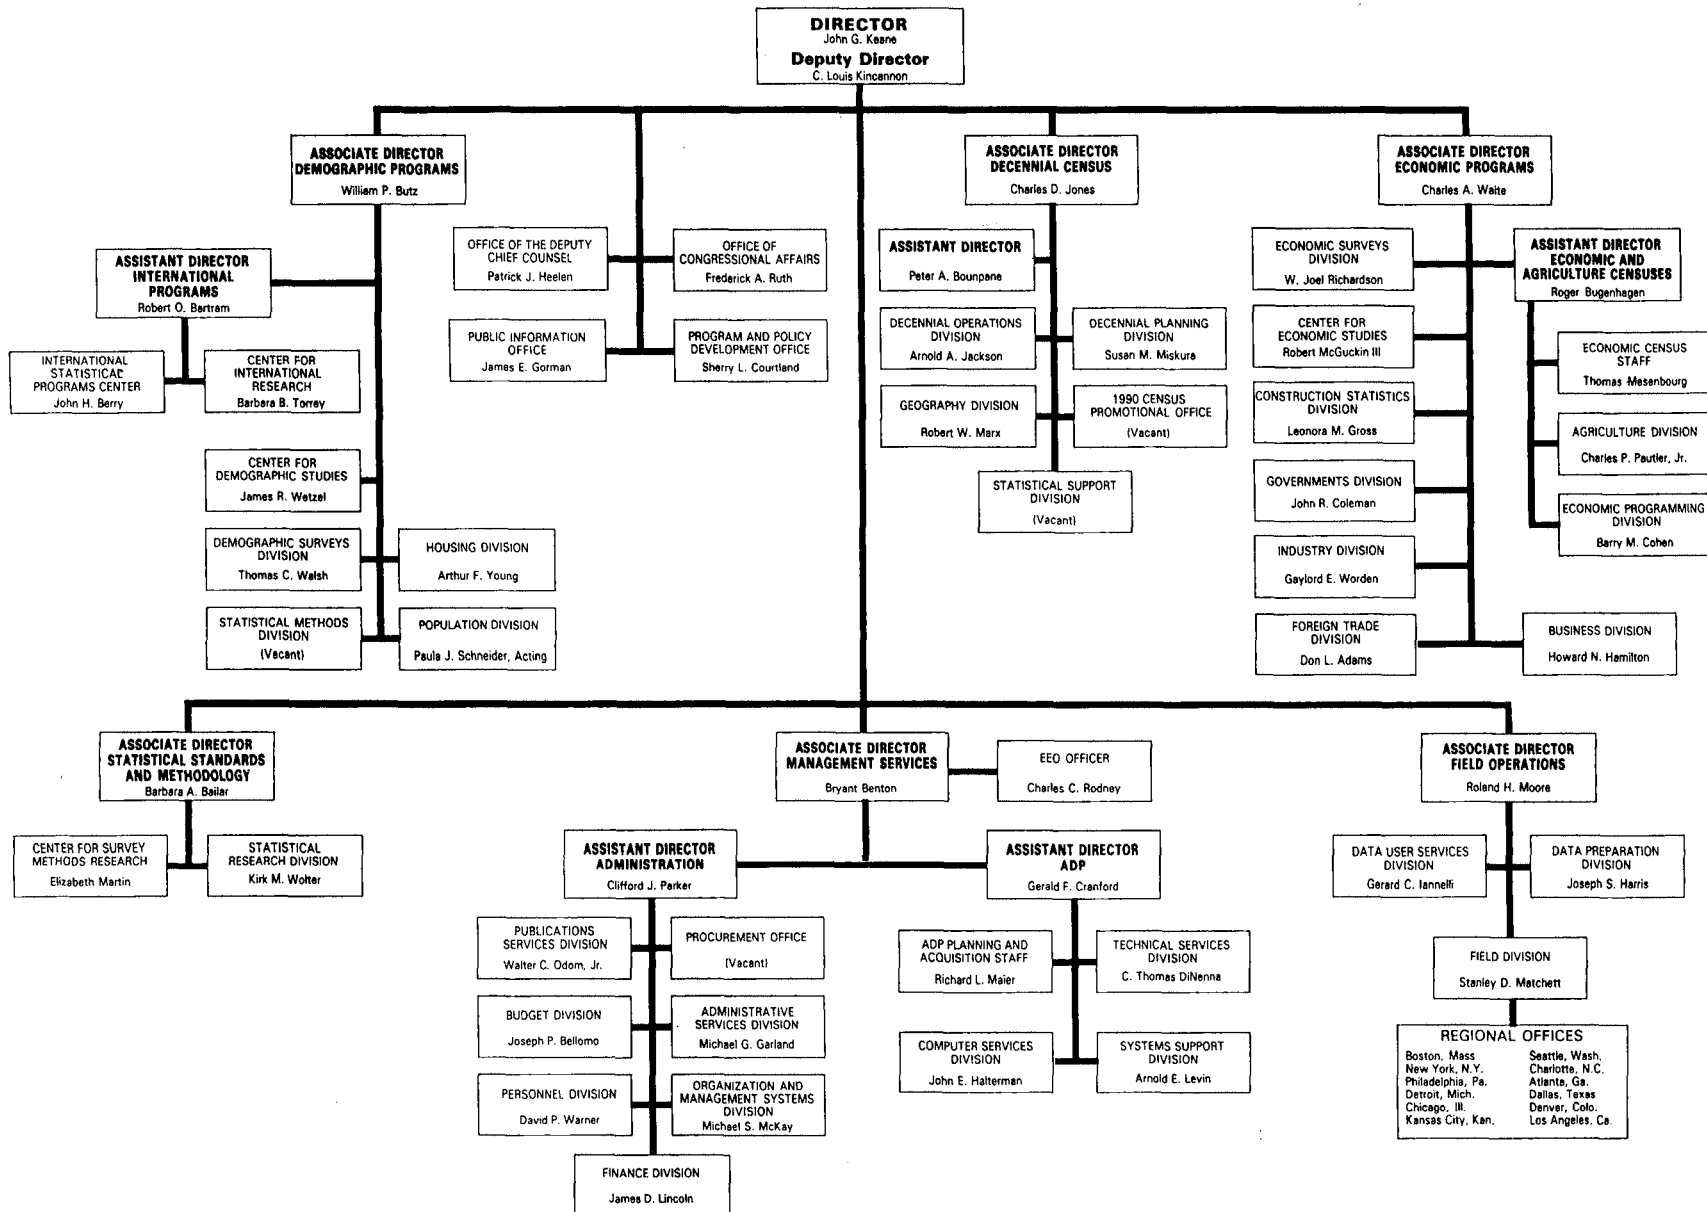 DIRECTOR
John G. Keane
Deputy Director
C. Louis Kincannon
ASSOCIATE DIRECTOR
DEMOGRAPHIC PROGRAMS
William P. Butz
ASSOCIATE DIRECTOR
DECENNIAL CENSUS
Charles D. Jones
ASSOCIATE DIRECTOR
ECONOMIC PROGRAMS
Charles A. Waite
ASSISTANT DIRECTOR
INTERNATIONAL
PROGRAMS
Robert O. Bartram
INTERNATIONAL
STATISTICAL
PROGRAMS CENTER
John H. Berry
CENTER FOR
INTERNATIONAL
RESEARCH
Barbara B. Torrey
CENTER FOR
DEMOGRAPHIC STUDIES
James R. Wetzel
DEMOGRAPHIC SURVEYS
DIVISION
Thomas C. Walsh
HOUSING DIVISION
Arthur F. Young
STATISTICAL METHODS
DIVISION
(Vacant)
POPULATION DIVISION
Paula J. Schneider, Acting
OFFICE OF THE DEPUTY
CHIEF COUNSEL
Patrick J. Heelen
OFFICE OF
CONGRESSIONAL AFFAIRS
Frederick A. Ruth
PUBLIC INFORMATION
OFFICE
James E. Gorman
PROGRAM AND POLICY
DEVELOPMENT OFFICE
Sherry L. Courtland
ASSISTANT DIRECTOR
Peter A. Bounpane
DECENNIAL OPERATIONS
DIVISION
Arnold A. Jackson
DECENNIAL PLANNING
DIVISION
Susan M. Miskura
GEOGRAPHY DIVISION
Robert W. Marx
1990 CENSUS
PROMOTIONAL OFFICE
(Vacant)
STATISTICAL SUPPORT
DIVISION
(Vacant)
ECONOMIC SURVEYS
DIVISION
W. Joel Richardson
ASSISTANT DIRECTOR
ECONOMIC AND
AGRICULTURE CENSUSES
Roger Bugenhagen
CENTER FOR
ECONOMIC STUDIES
Robert McGuckin III
ECONOMIC CENSUS
STAFF
Thomas Mesenbourg
CONSTRUCTION STATISTICS
DIVISION
Leonora M. Gross
AGRICULTURE DIVISION
Charles P. Pautler, Jr.
GOVERNMENTS DIVISION
John R. Coleman
ECONOMIC PROGRAMMING
DIVISION
Barry M. Cohen
INDUSTRY DIVISION
Gaylord E. Worden
FOREIGN TRADE
DIVISION
Don L. Adams
BUSINESS DIVISION
Howard N. Hamilton
ASSOCIATE DIRECTOR
STATISTICAL STANDARDS
AND METHODOLOGY
Barbara A. Bailar
CENTER FOR SURVEY
METHODS RESEARCH
Elizabeth Martin
STATISTICAL
RESEARCH DIVISION
Kirk M. Wolter
ASSOCIATE DIRECTOR
MANAGEMENT SERVICES
Bryant Benton
EEO OFFICER
Charles C. Rodney
ASSISTANT DIRECTOR
ADMINISTRATION
Clifford J. Parker
PUBLICATIONS
SERVICES DIVISION
Walter C. Odom, Jr.
PROCUREMENT OFFICE
(Vacant)
BUDGET DIVISION
Joseph P. Bellomo
ADMINISTRATIVE
SERVICES DIVISION
Michael G. Garland
PERSONNEL DIVISION
David P. Warner
ORGANIZATION AND
MANAGEMENT SYSTEMS
DIVISION
Michael S. McKay
FINANCE DIVISION
James D. Lincoln
ASSISTANT DIRECTOR
ADP
Gerald F. Cranford
ADP PLANNING AND
ACQUISITION STAFF
Richard L. Maier
TECHNICAL SERVICES
DIVISION
C. Thomas DiNenna
COMPUTER SERVICES
DIVISION
John E. Halterman
SYSTEMS SUPPORT
DIVISION
Arnold E. Levin
ASSOCIATE DIRECTOR
FIELD OPERATIONS
Roland H. Moore
DATA USER SERVICES
DIVISION
Gerard C. Iannelli
DATA PREPARATION
DIVISION
Joseph S. Harris
FIELD DIVISION
Stanley D. Matchett
REGIONAL OFFICES
Boston, Mass
New York, N.Y.
Philadelphia, Pa.
Detroit, Mich.
Chicago, Ill.
Kansas City, Kan.
Seattle, Wash.
Charlotte, N.C.
Atlanta, Ga.
Dallas, Texas
Denver, Colo.
Los Angeles, Ca.